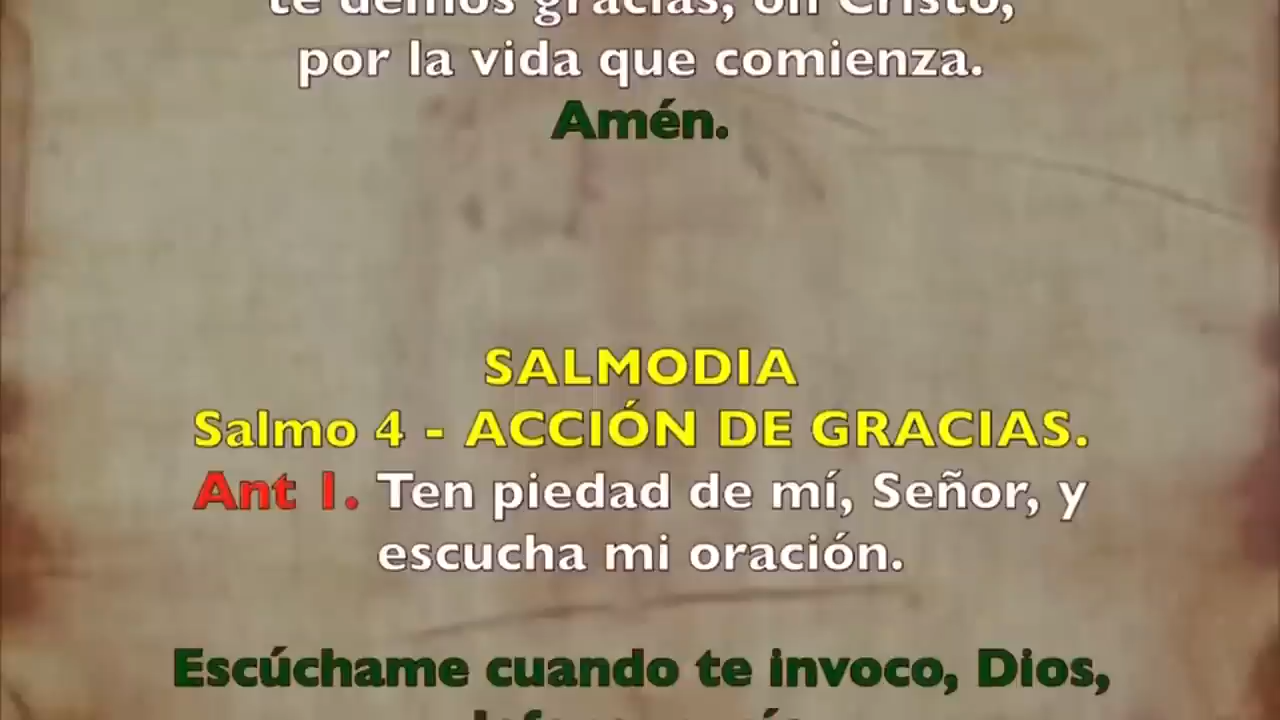 te demos gracias, oh Cristo,
por la vida que comienza.
Amén.
SALMODIA
Salmo 4 - ACCIÓN DE GRACIAS.
Ant 1. Ten piedad de mí, Señor, y
escucha mi oración.
Escúchame cuando te invoco, Dios,